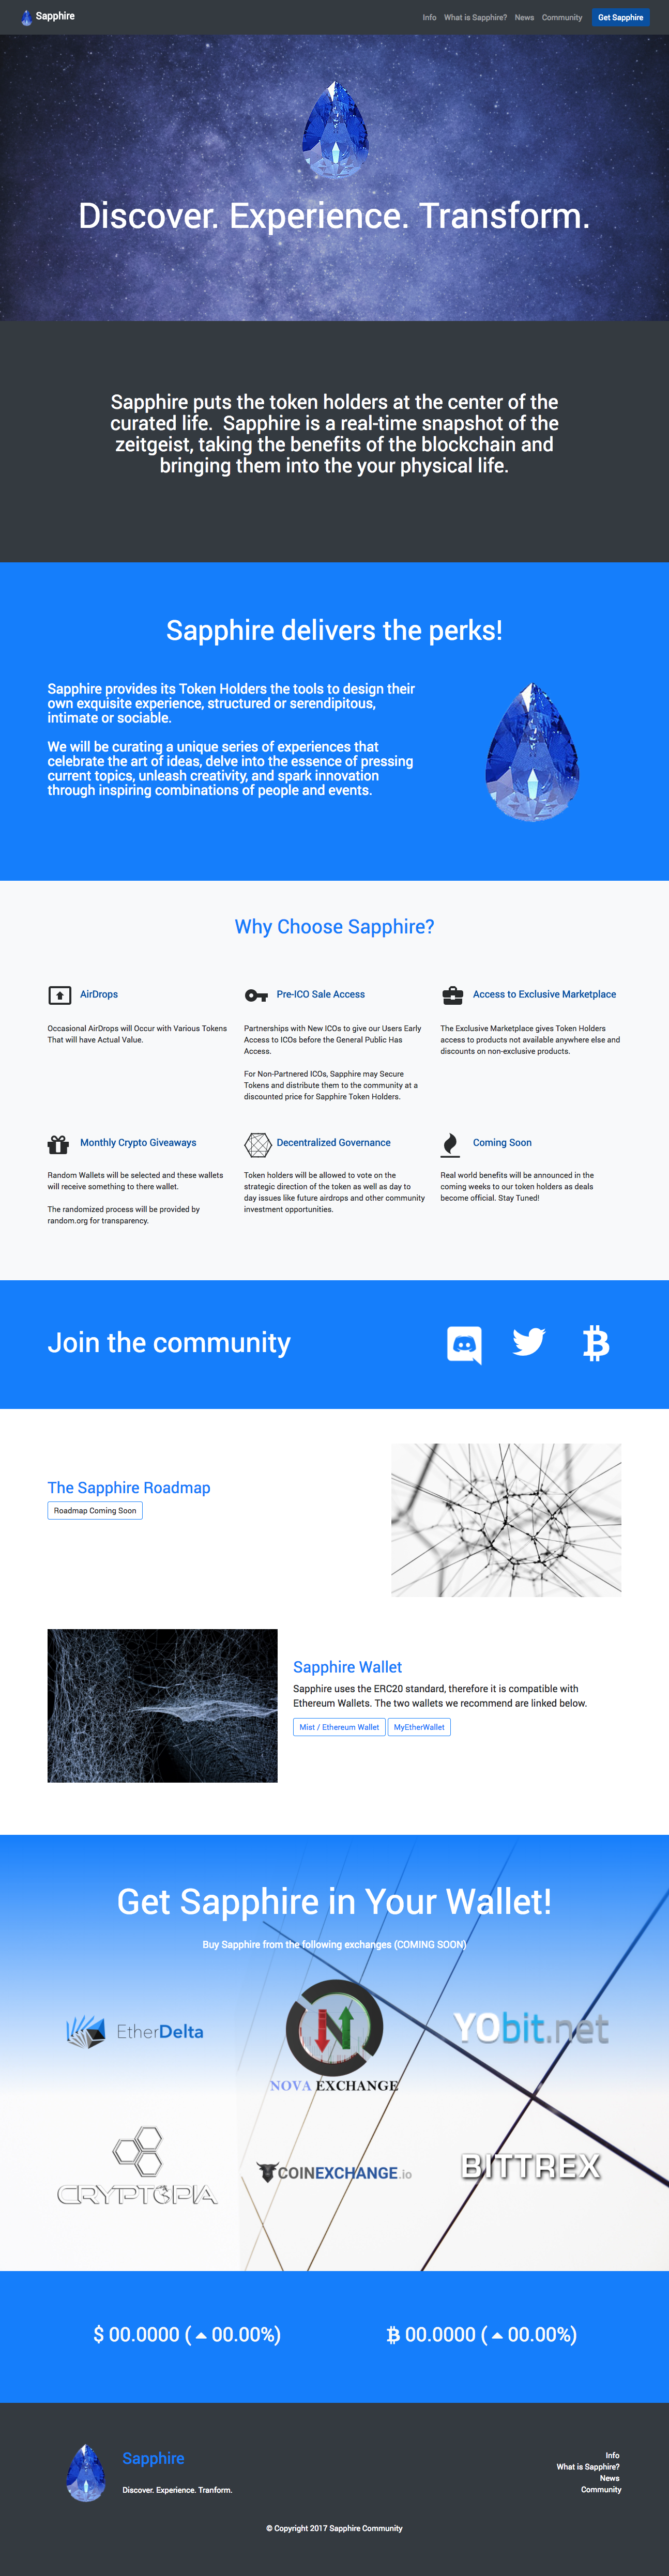 Sapphire
Info
What is Sapphire?
News
Community
Get Sapphire
Discover. Experience. Transform.
Sapphire puts the token holders at the center of the
curated life.  Sapphire is a real-time snapshot of the
zeitgeist, taking the benefits of the blockchain and
bringing them into the your physical life.
Sapphire delivers the perks!
Sapphire provides its Token Holders the tools to design their
own exquisite experience, structured or serendipitous,
intimate or sociable.
We will be curating a unique series of experiences that
celebrate the art of ideas, delve into the essence of pressing
current topics, unleash creativity, and spark innovation
through inspiring combinations of people and events.
Why Choose Sapphire?
AirDrops
Occasional AirDrops will Occur with Various Tokens
That will have Actual Value.
Pre-ICO Sale Access
Partnerships with New ICOs to give our Users Early
Access to ICOs before the General Public Has
Access.
For Non-Partnered ICOs, Sapphire may Secure
Tokens and distribute them to the community at a
discounted price for Sapphire Token Holders.
Access to Exclusive Marketplace
The Exclusive Marketplace gives Token Holders
access to products not available anywhere else and
discounts on non-exclusive products.
Monthly Crypto Giveaways
Random Wallets will be selected and these wallets
will receive something to there wallet.
The randomized process will be provided by
random.org for transparency.
Decentralized Governance
Token holders will be allowed to vote on the
strategic direction of the token as well as day to
day issues like future airdrops and other community
investment opportunities.
Coming Soon
Real world benefits will be announced in the
coming weeks to our token holders as deals
become official. Stay Tuned!
Join the community
The Sapphire Roadmap
Roadmap Coming Soon
Sapphire Wallet
Sapphire uses the ERC20 standard, therefore it is compatible with
Ethereum Wallets. The two wallets we recommend are linked below.
Mist / Ethereum Wallet
MyEtherWallet
Get Sapphire in Your Wallet!
Buy Sapphire from the following exchanges (COMING SOON)
EtherDelta
NOVA EXCHANGE
YObit.net
CRYPTOPIA
COINEXCHANGE.io
BITTREX
$ 00.0000 ( 00.00%)
₿ 00.0000 ( 00.00%)
Sapphire
Discover. Experience. Tranform.
Info
What is Sapphire?
News
Community
© Copyright 2017 Sapphire Community